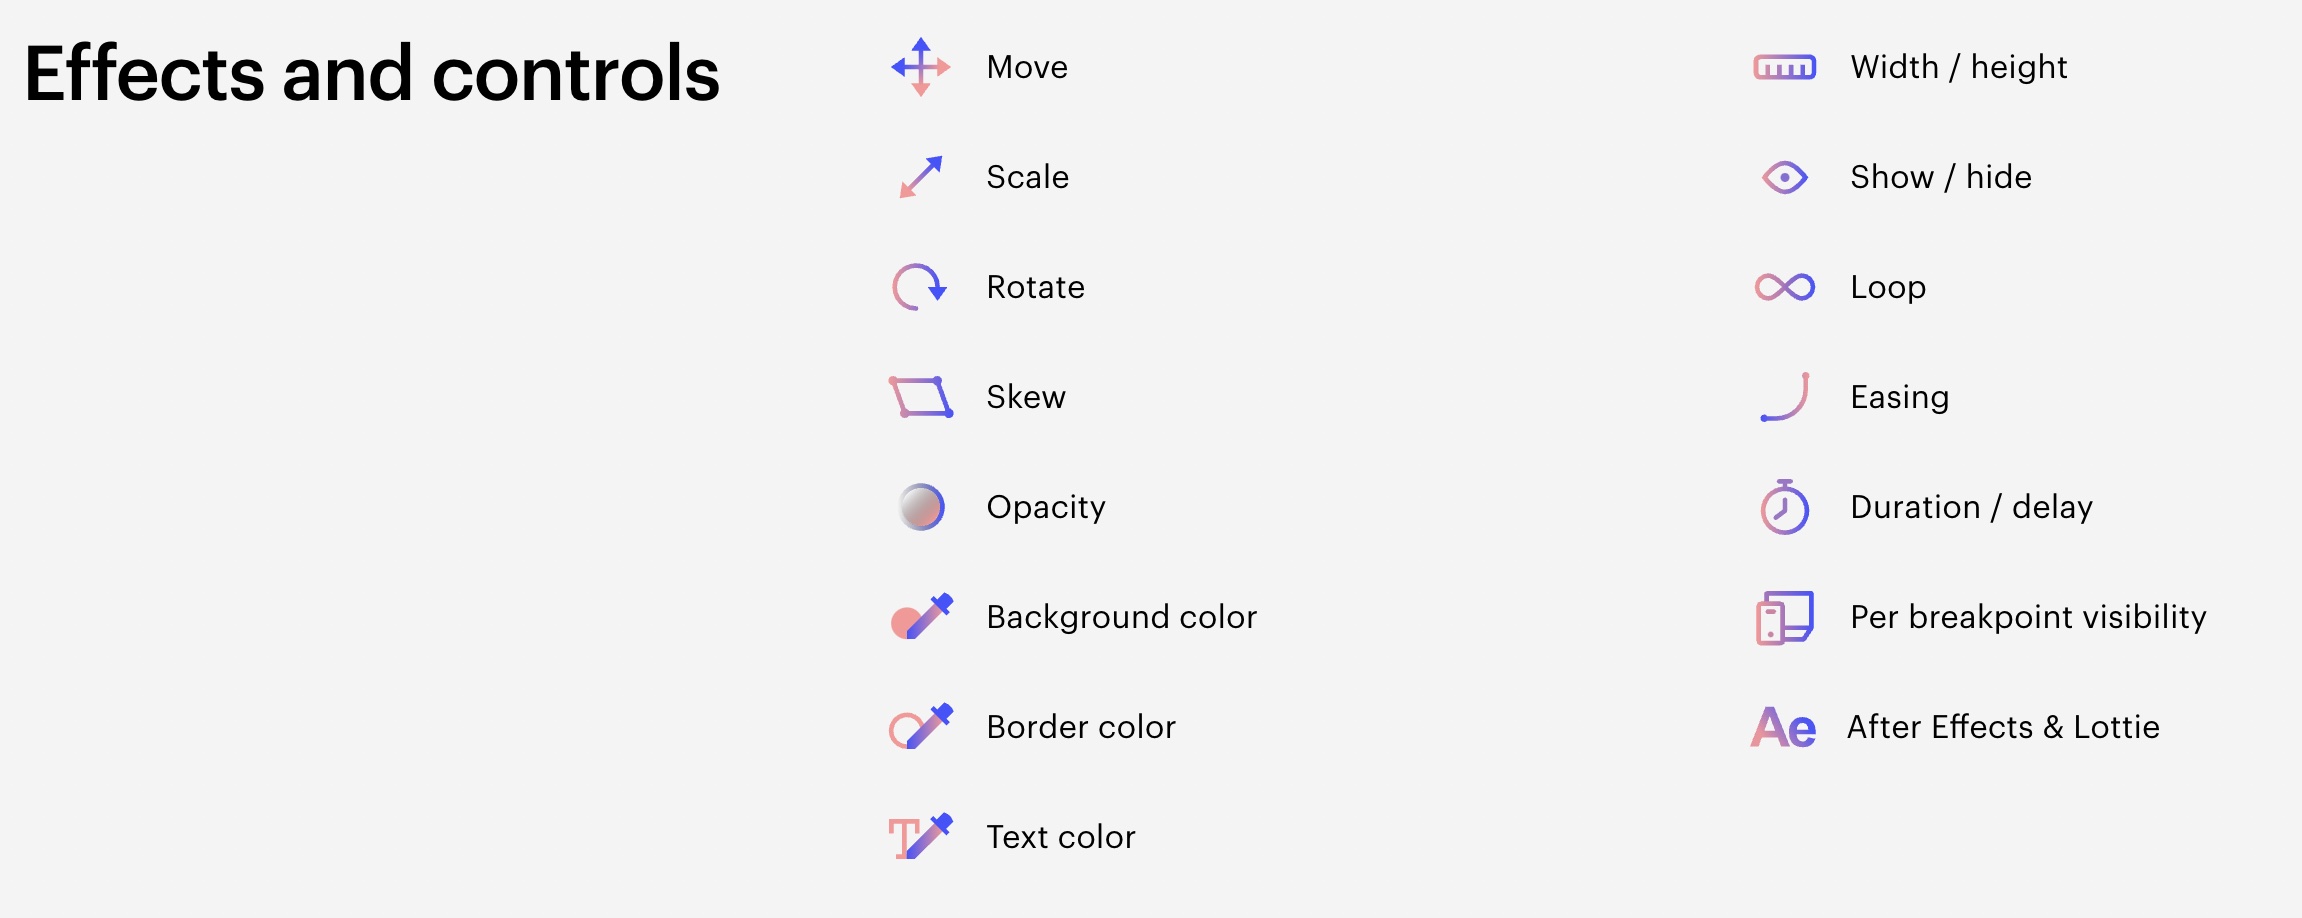 Effects and controls
Move
Scale
Rotate
Skew
Opacity
Background color
Border color
T Text color
Width / height
Show / hide
Loop
Easing
Duration / delay
Per breakpoint visibility
Ae After Effects & Lottie